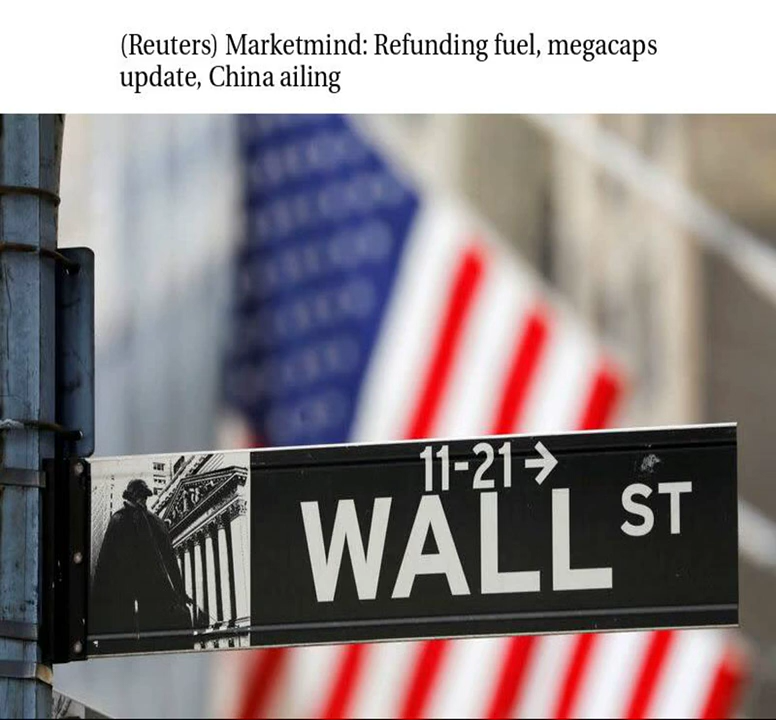 (Reuters) Marketmind: Refunding fuel, megacaps
update, China ailing
11-21→
WALL ST